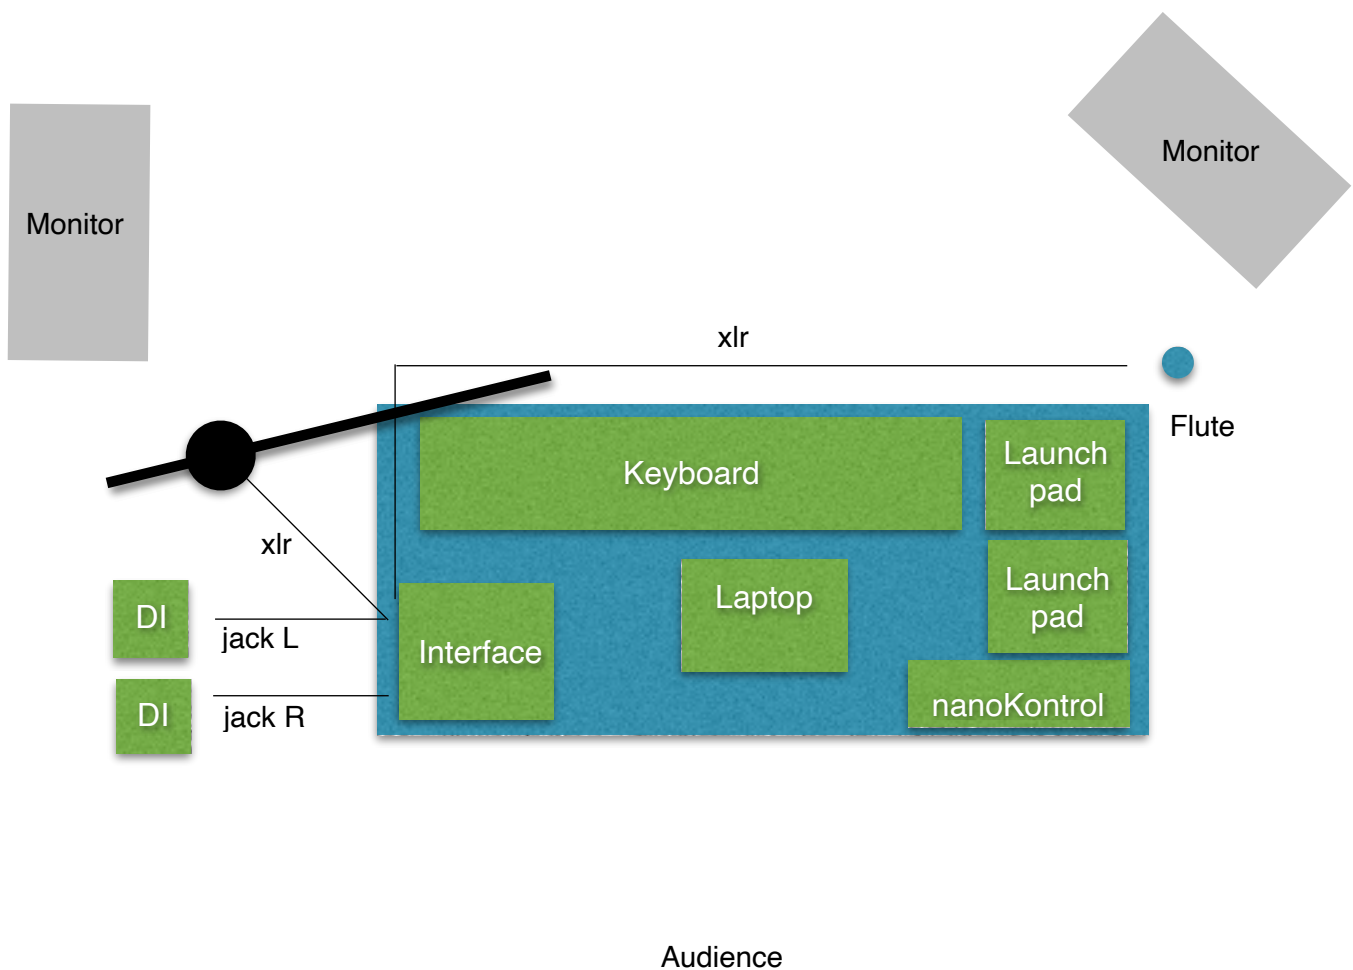 Monitor
Monitor
xlr
Flute
Keyboard
Launch
pad
xlr
DI
jack L
Interface
Laptop
Launch
pad
DI
jack R
nanoKontrol
Audience